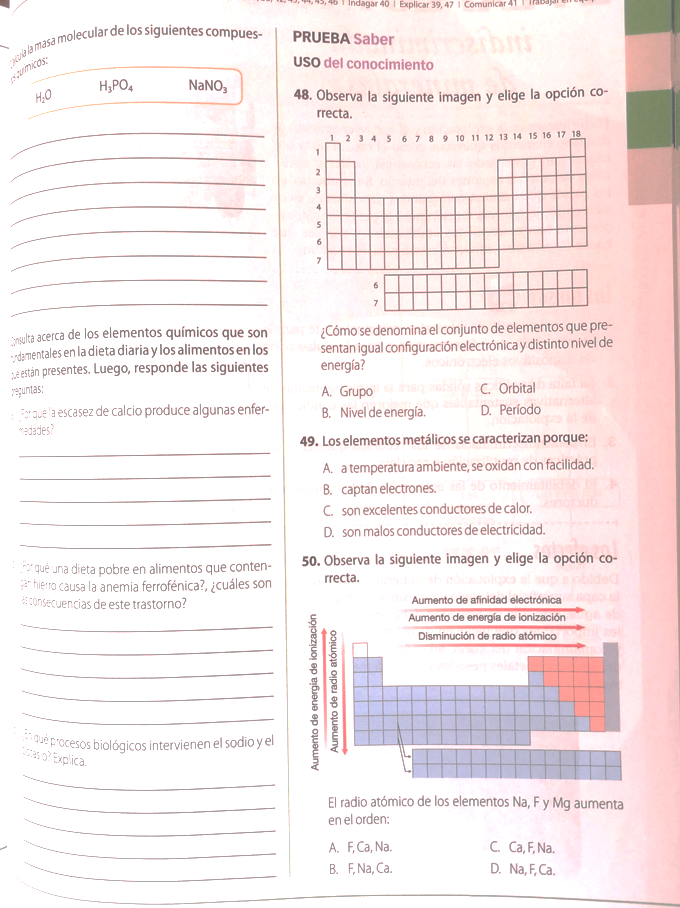 Indagar 40 | Explicar 39, 47 | Comunicar 41 |
la masa molecular de los siguientes compues-
químicos:
H₂O H₃PO₄ NaNO₃
Consulta acerca de los elementos químicos que son
fundamentales en la dieta diaria y los alimentos en los
que están presentes. Luego, responde las siguientes
preguntas:
¿Por qué la escasez de calcio produce algunas enfer-
medades?
¿Por qué una dieta pobre en alimentos que conten-
gan hierro causa la anemia ferrofénica?, ¿cuáles son
las consecuencias de este trastorno?
¿En qué procesos biológicos intervienen el sodio y el
potasio? Explica.
PRUEBA Saber
USO del conocimiento
48. Observa la siguiente imagen y elige la opción co-
rrecta.
1 2 3 4 5 6 7 8 9 10 11 12 13 14 15 16 17 18
1
2
3
4
5
6
7
6
7
¿Cómo se denomina el conjunto de elementos que pre-
sentan igual configuración electrónica y distinto nivel de
energía?
A. Grupo C. Orbital
B. Nivel de energía. D. Período
49. Los elementos metálicos se caracterizan porque:
A. a temperatura ambiente, se oxidan con facilidad.
B. captan electrones.
C. son excelentes conductores de calor.
D. son malos conductores de electricidad.
50. Observa la siguiente imagen y elige la opción co-
rrecta.
Aumento de afinidad electrónica
Aumento de energía de ionización
Disminución de radio atómico
Aumento de energía de ionización
Aumento de radio atómico
El radio atómico de los elementos Na, F y Mg aumenta
en el orden:
A. F, Ca, Na. C. Ca, F, Na.
B. F, Na, Ca. D. Na, F, Ca.